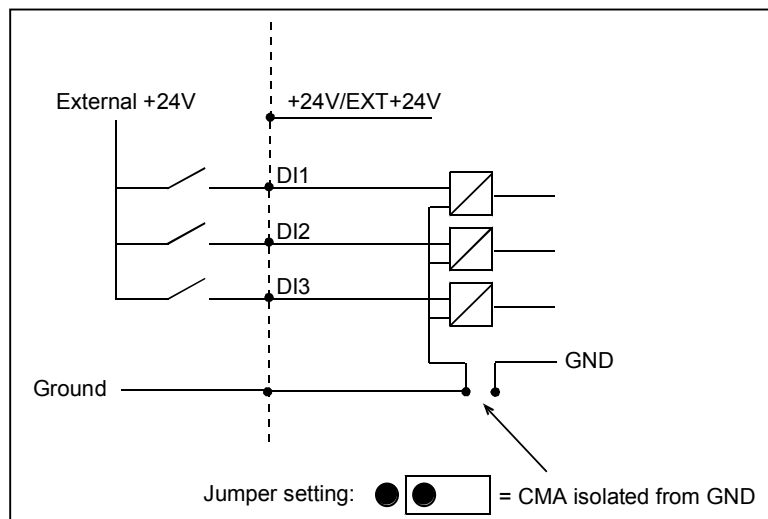 External +24V
+24V/EXT+24V
DI1
DI2
DI3
GND
Ground
Jumper setting:
= CMA isolated from GND